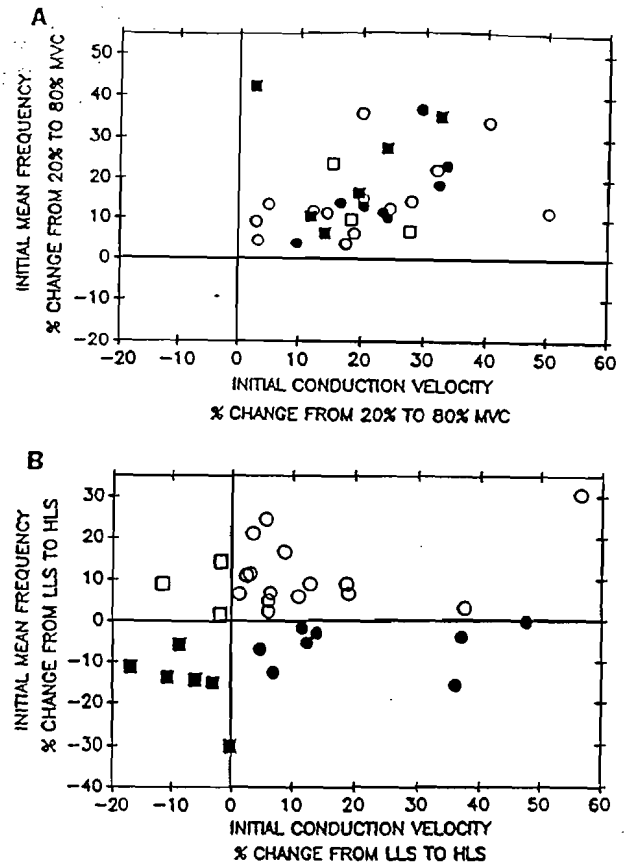 A
INITIAL MEAN FREQUENCY
% CHANGE FROM 20% TO 80% MVC
50
40
30
20
10
0
-10
-20
-20 -10 0 10 20 30 40 50 60
INITIAL CONDUCTION VELOCITY
% CHANGE FROM 20% TO 80% MVC
B
INITIAL MEAN FREQUENCY
% CHANGE FROM LLS TO HLS
30
20
10
0
-10
-20
-30
-40
-20 -10 0 10 20 30 40 50 60
INITIAL CONDUCTION VELOCITY
% CHANGE FROM LLS TO HLS